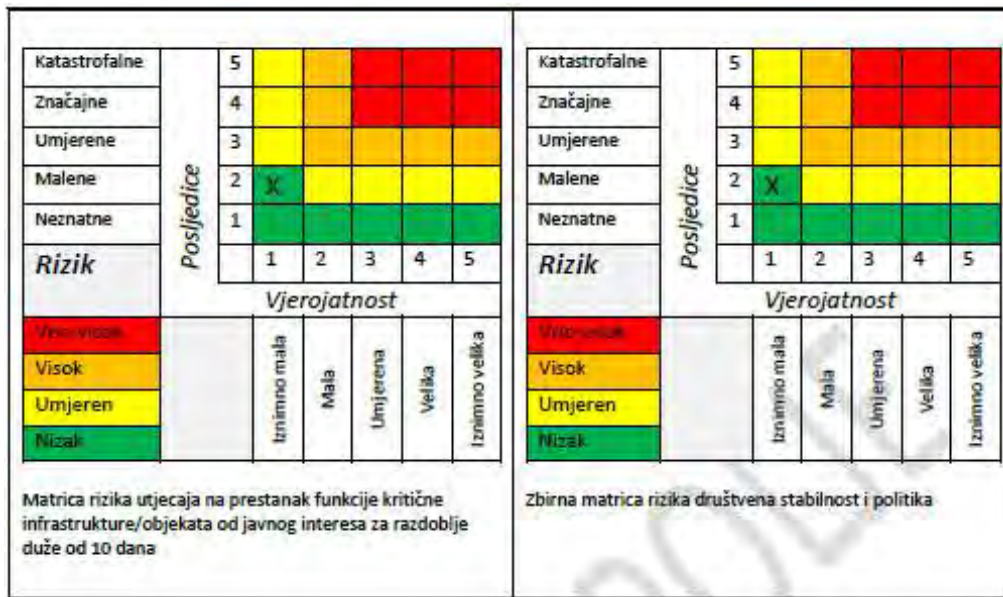 Katastrofalne 5
Značajne 4
Umjerene 3
Malene 2 X
Neznatne 1
Posljedice
Rizik 1 2 3 4 5
Vjerojatnost
Vrlo visok
Visok
Umjeren
Nizak
Iznimno mala
Mala
Umjerena
Velika
Iznimno velika
Matrica rizika utjecaja na prestanak funkcije kritične
infrastrukture/objekata od javnog interesa za razdoblje
duže od 10 dana
Katastrofalne 5
Značajne 4
Umjerene 3
Malene 2 X
Neznatne 1
Posljedice
Rizik 1 2 3 4 5
Vjerojatnost
Vrlo visok
Visok
Umjeren
Nizak
Iznimno mala
Mala
Umjerena
Velika
Iznimno velika
Zbirna matrica rizika društvena stabilnost i politika